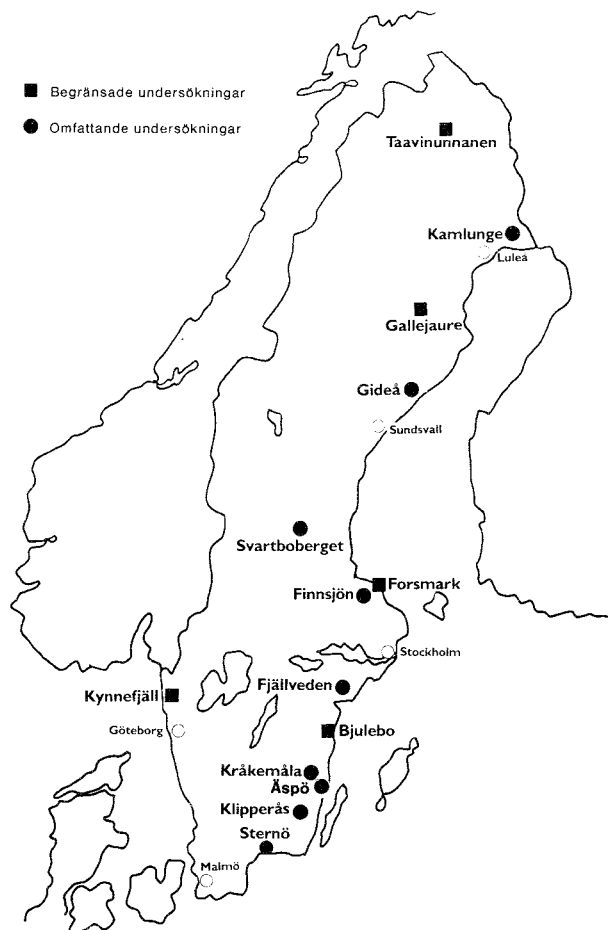 Begränsade undersökningar
Omfattande undersökningar
Taavinunnanen
Kamlunge
Luleå
Gallejaure
Gideå
Sundsvall
Svartboberget
Forsmark
Finnsjön
Stockholm
Fjällveden
Kynnefjäll
Göteborg
Bjulebo
Kråkemåla
Äspö
Klipperås
Sternö
Malmö